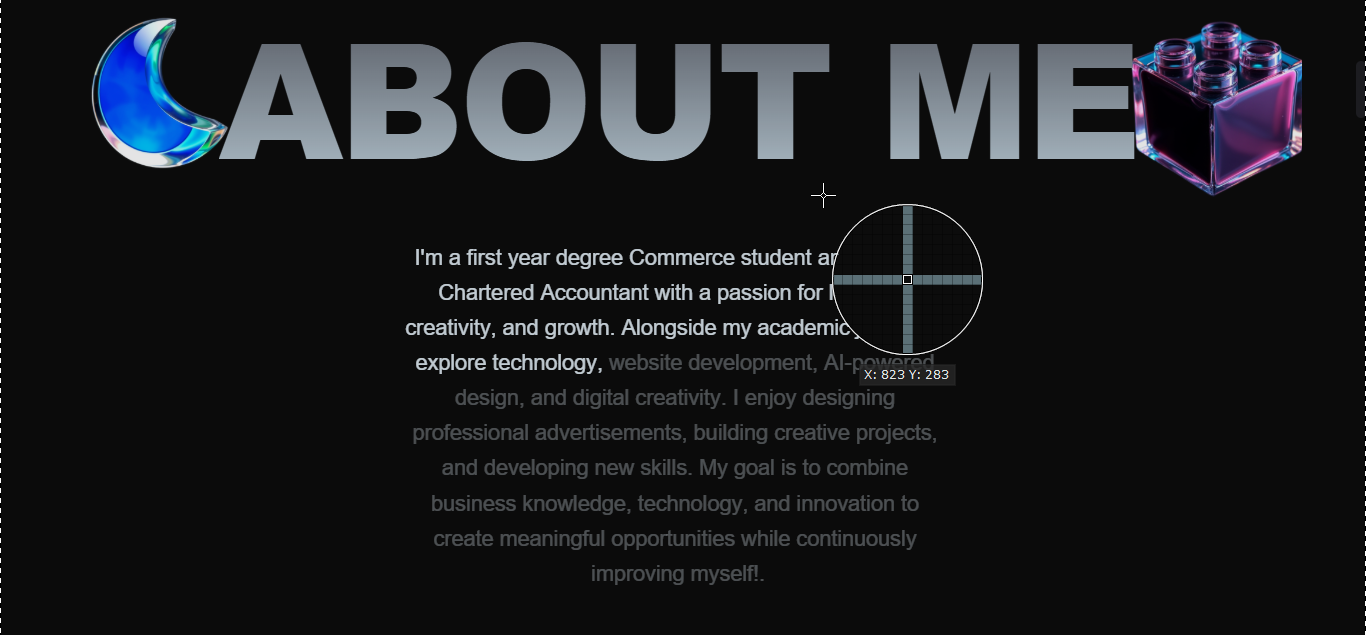 ABOUT ME
I'm a first year degree Commerce student
Chartered Accountant with a passion for
creativity, and growth. Alongside my academic
explore technology, website development, AI-powered
X: 823 Y: 283
design, and digital creativity. I enjoy designing
professional advertisements, building creative projects,
and developing new skills. My goal is to combine
business knowledge, technology, and innovation to
create meaningful opportunities while continuously
improving myself!.